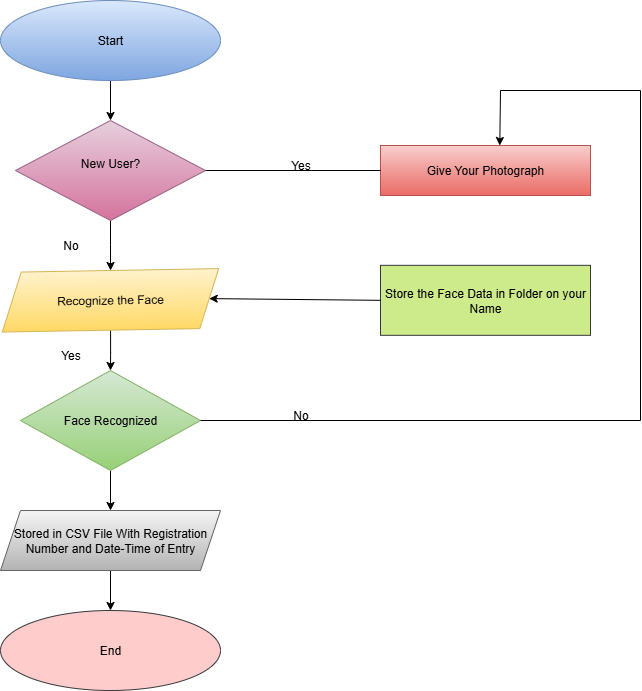 Start
New User?
Yes
Give Your Photograph
No
Recognize the Face
Store the Face Data in Folder on your
Name
Yes
Face Recognized
No
Stored in CSV File With Registration
Number and Date-Time of Entry
End